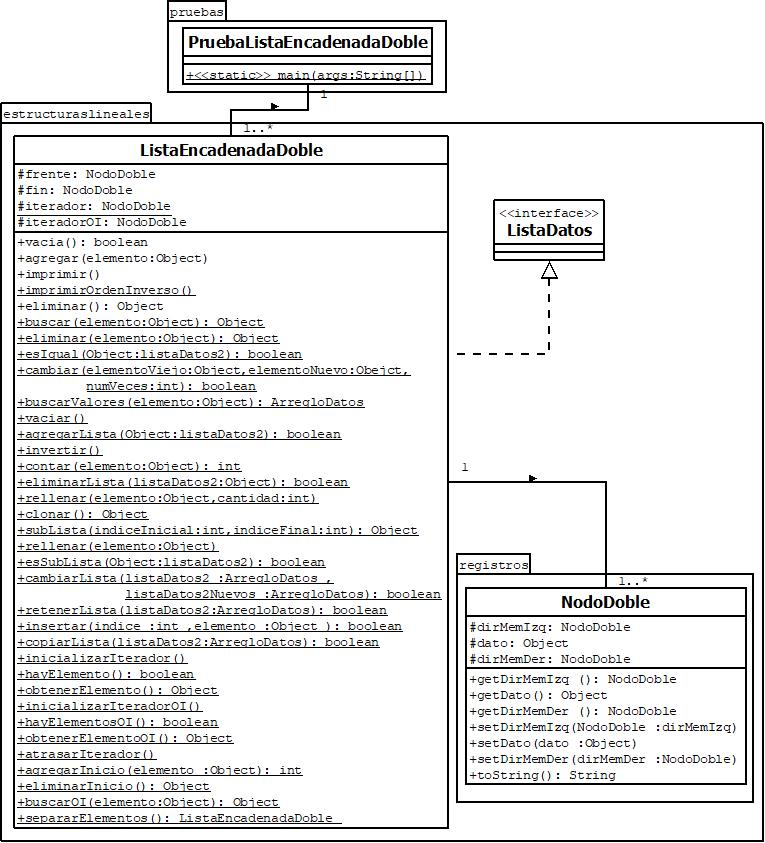 pruebas
PruebaListaEncadenadaDoble
+<<static>> main(args:String[])
1
estructuraslineales
1..*
ListaEncadenadaDoble
#frente: NodoDoble
#fin: NodoDoble
#iterador: NodoDoble
#iteradorOI: NodoDoble
+vacia(): boolean
+agregar(elemento:Object)
+imprimir()
+imprimirOrdenInverso()
+eliminar(): Object
+buscar(elemento:Object): Object
+eliminar(elemento:Object): Object
+esIgual(Object:listaDatos2): boolean
+cambiar(elementoViejo:Object,elementoNuevo:Obejct,
numVeces:int): boolean
+buscarValores(elemento:Object): ArregloDatos
+vaciar()
+agregarLista(Object:listaDatos2): boolean
+invertir()
+contar(elemento:Object): int
+eliminarLista(listaDatos2:Object): boolean
+rellenar(elemento:Object,cantidad:int)
+clonar(): Object
+subLista(indiceInicial:int,indiceFinal:int): Object
+rellenar(elemento:Object)
+esSubLista(Object:listaDatos2): boolean
+cambiarLista(listaDatos2 :ArregloDatos ,
listaDatos2Nuevos :ArregloDatos): boolean
+retenerLista(listaDatos2:ArregloDatos): boolean
+insertar(indice :int ,elemento :Object ): boolean
+copiarLista(listaDatos2:ArregloDatos): boolean
+inicializarIterador()
+hayElemento(): boolean
+obtenerElemento(): Object
+inicializarIteradorOI()
+hayElementosOI(): boolean
+obtenerElementoOI(): Object
+atrasarIterador()
+agregarInicio(elemento :Object): int
+eliminarInicio(): Object
+buscarOI(elemento:Object): Object
+separarElementos(): ListaEncadenadaDoble
<<interface>>
ListaDatos
1
registros
1..*
NodoDoble
#dirMemIzq: NodoDoble
#dato: Object
#dirMemDer: NodoDoble
+getDirMemIzq (): NodoDoble
+getDato(): Object
+getDirMemDer (): NodoDoble
+setDirMemIzq(NodoDoble :dirMemIzq)
+setDato(dato :Object)
+setDirMemDer(dirMemDer :NodoDoble)
+toString(): String